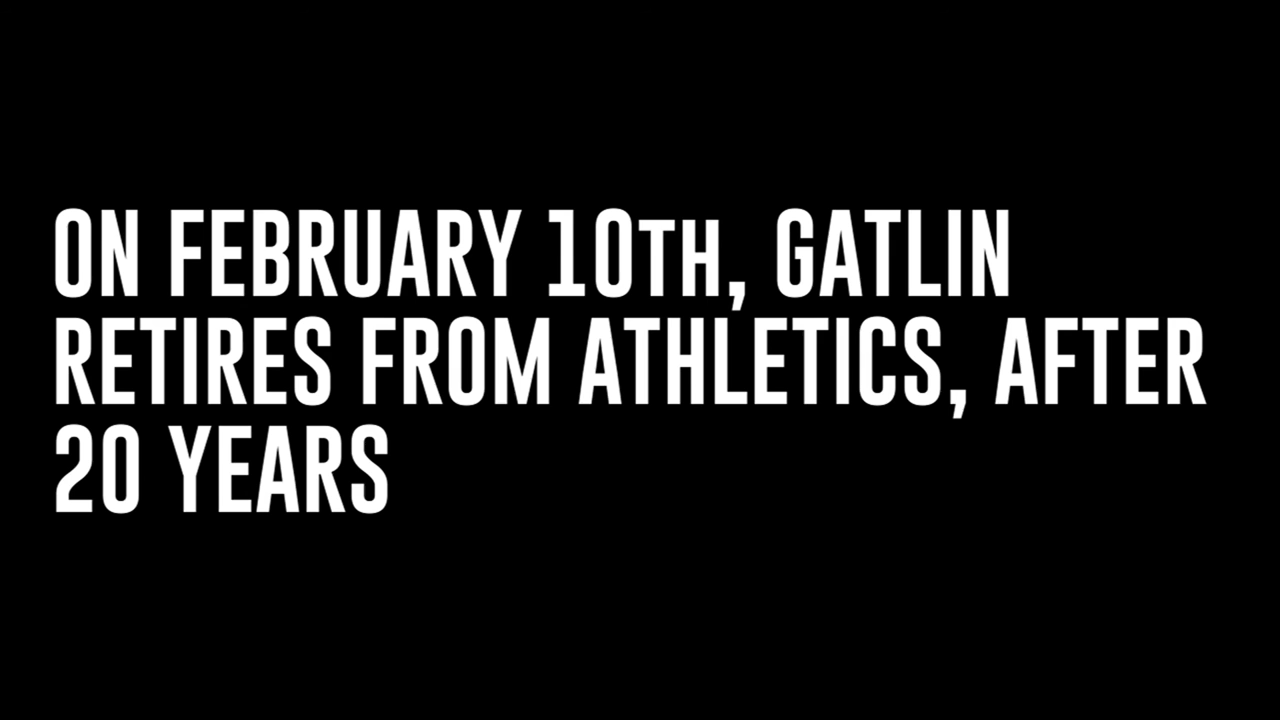 ON FEBRUARY 10TH, GATLIN
RETIRES FROM ATHLETICS, AFTER
20 YEARS